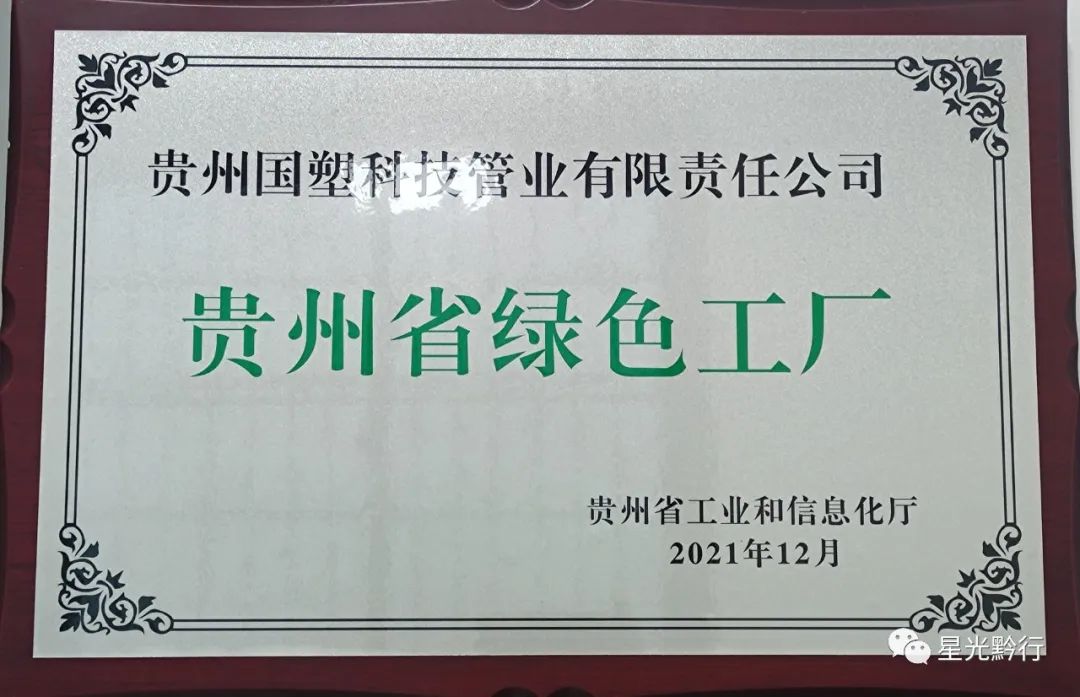 贵州国塑科技管业有限责任公司
贵州省绿色工厂
贵州省工业和信息化厅
2021年12月
星光黔行